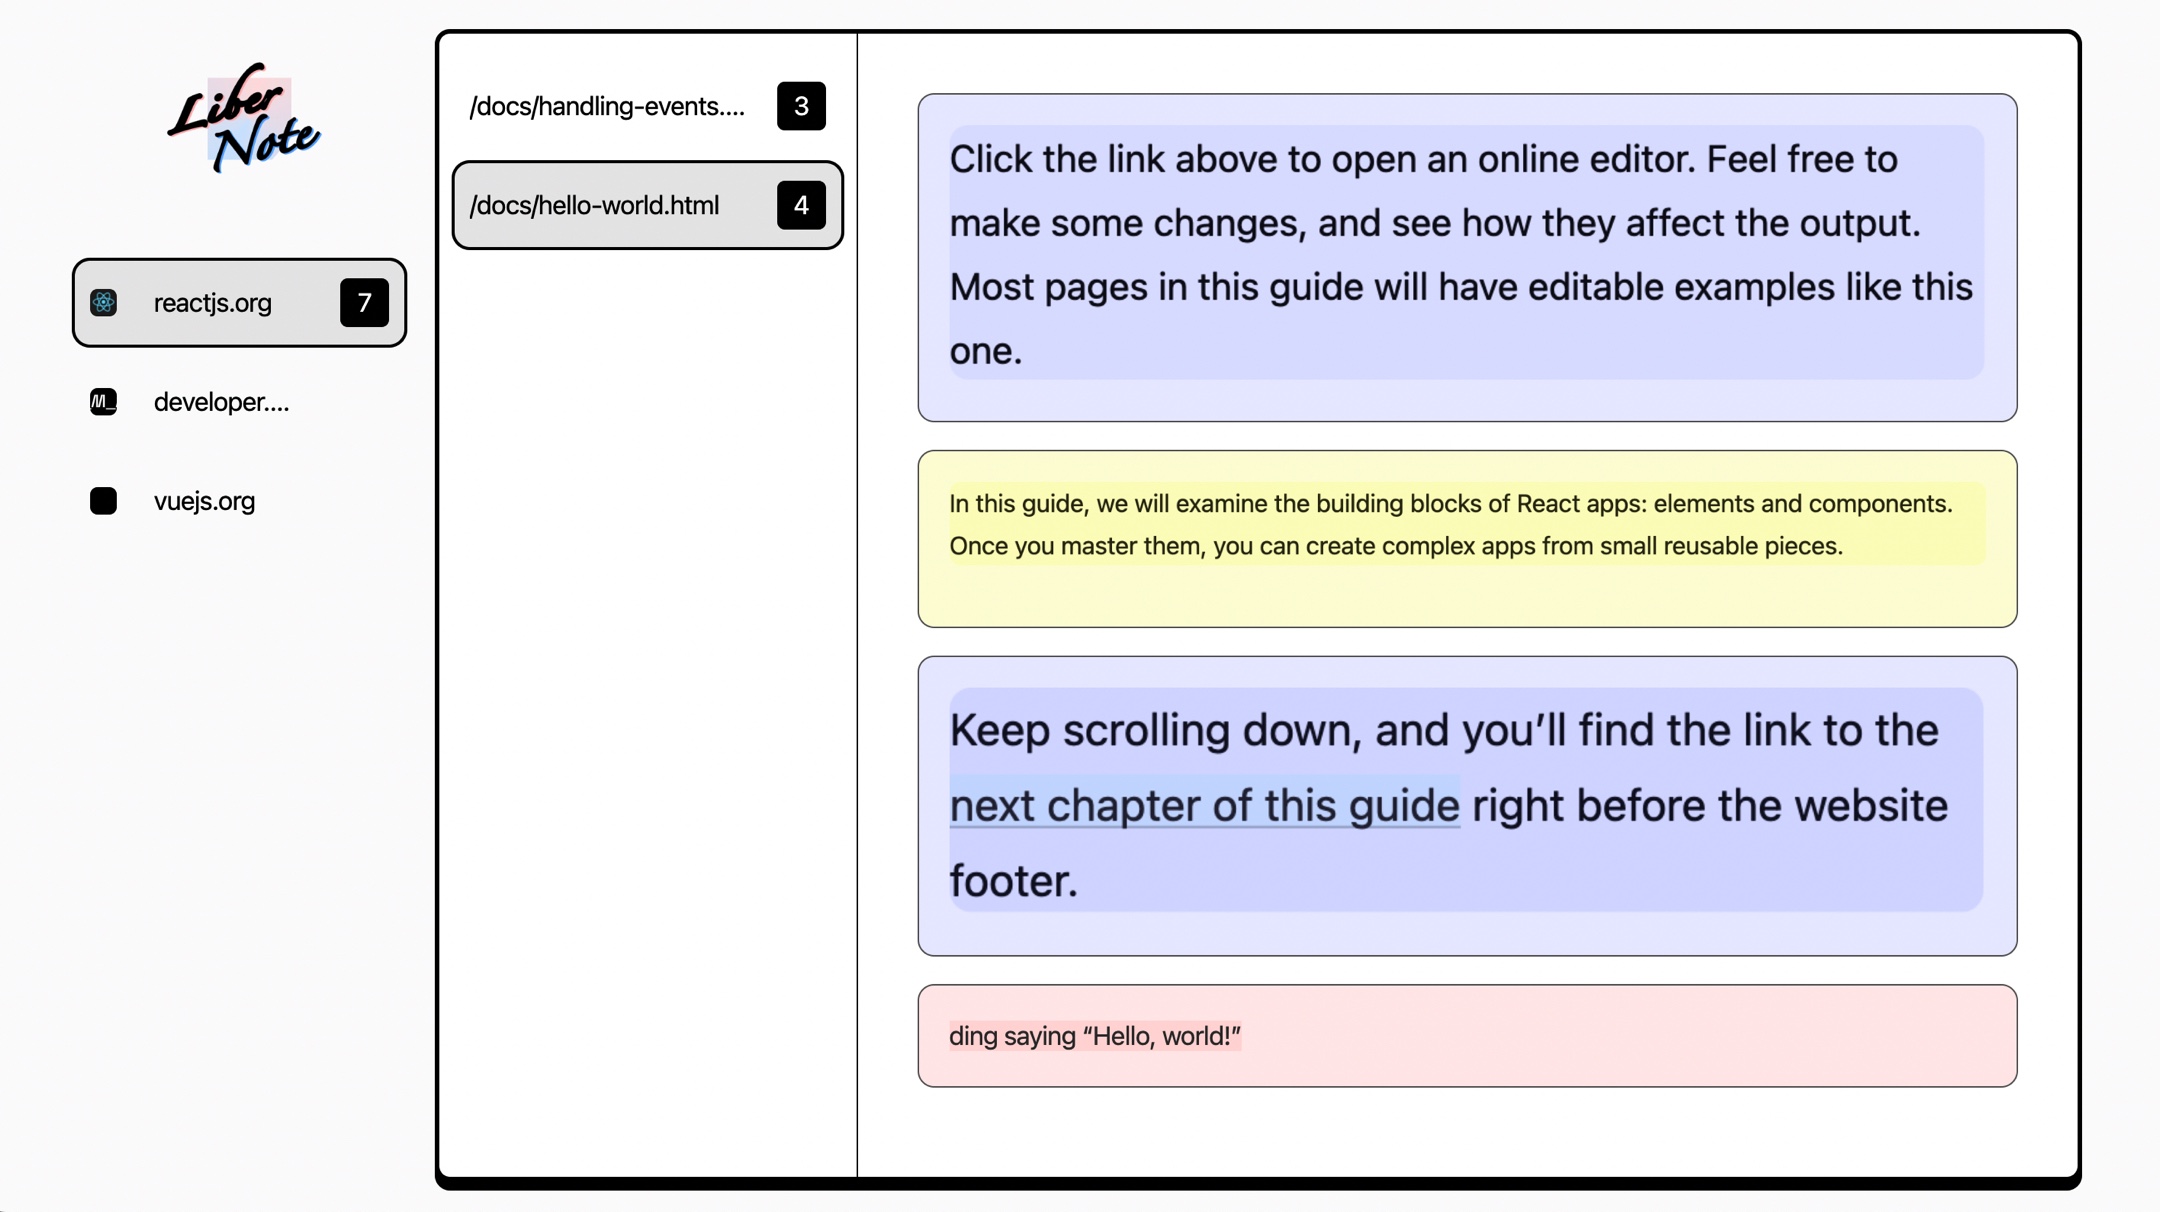 Liber
Note
reactjs.org 7
developer....
vuejs.org
/docs/handling-events.... 3
/docs/hello-world.html 4
Click the link above to open an online editor. Feel free to
make some changes, and see how they affect the output.
Most pages in this guide will have editable examples like this
one.
In this guide, we will examine the building blocks of React apps: elements and components.
Once you master them, you can create complex apps from small reusable pieces.
Keep scrolling down, and you’ll find the link to the
next chapter of this guide right before the website
footer.
ding saying “Hello, world!”